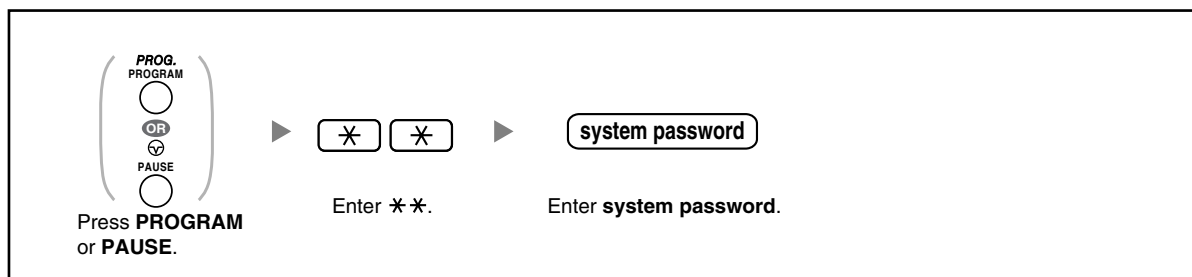 PROG.
PROGRAM
OR
PAUSE
Press PROGRAM
or PAUSE.
* *
Enter **.
system password
Enter system password.